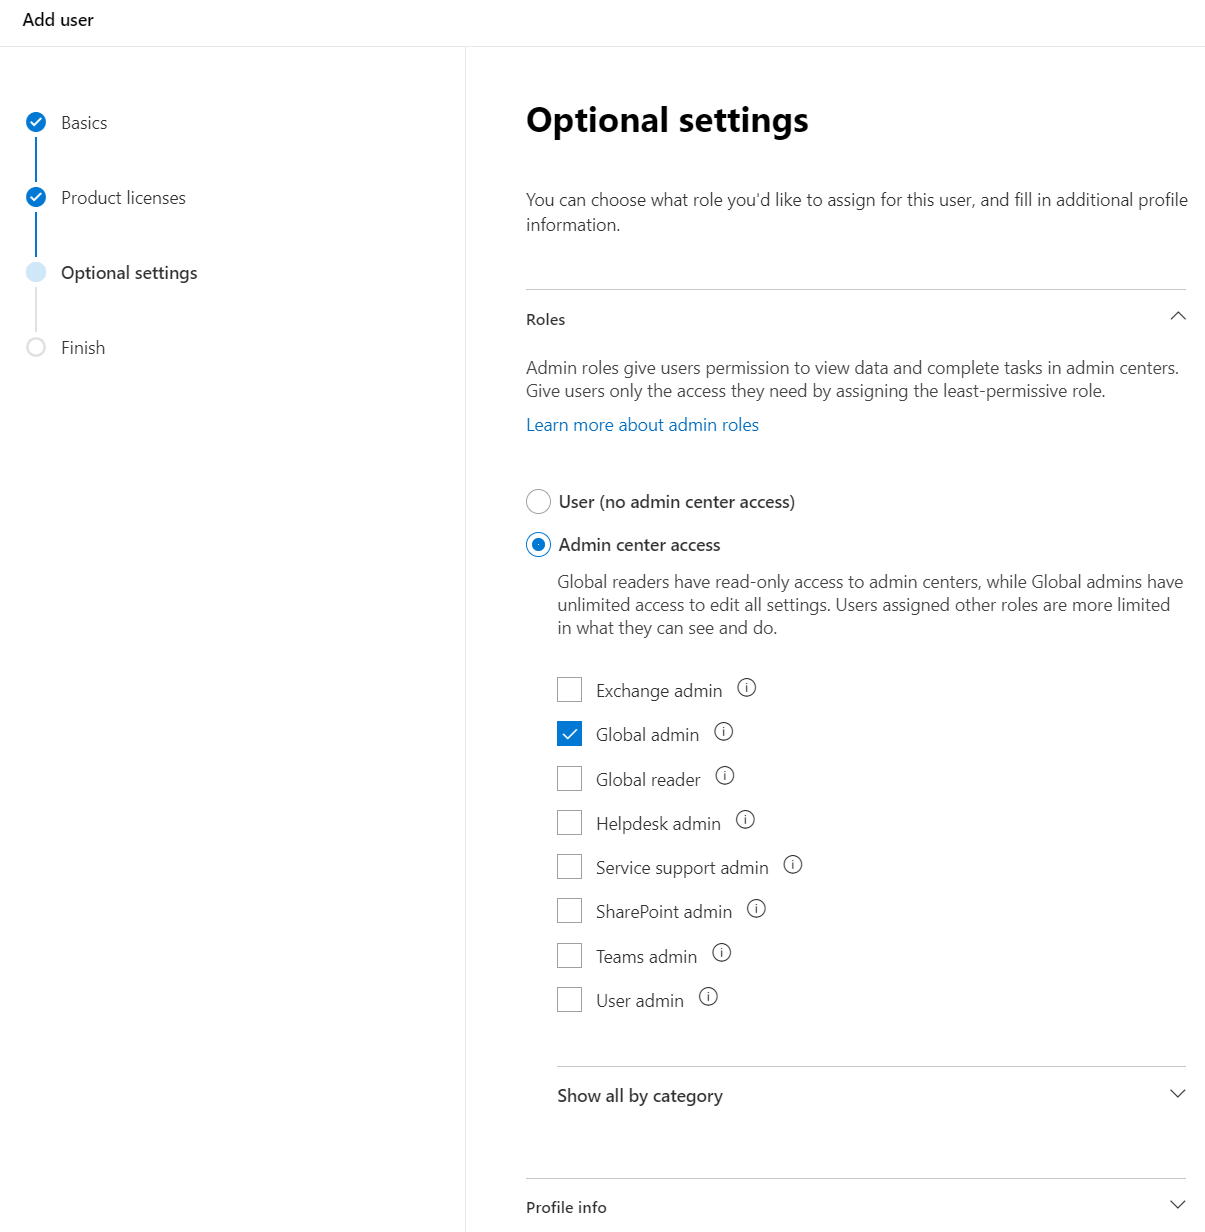 Add user
Basics
Product licenses
Optional settings
Finish
Optional settings
You can choose what role you'd like to assign for this user, and fill in additional profile
information.
Roles
Admin roles give users permission to view data and complete tasks in admin centers.
Give users only the access they need by assigning the least-permissive role.
Learn more about admin roles
User (no admin center access)
Admin center access
Global readers have read-only access to admin centers, while Global admins have
unlimited access to edit all settings. Users assigned other roles are more limited
in what they can see and do.
Exchange admin
Global admin
Global reader
Helpdesk admin
Service support admin
SharePoint admin
Teams admin
User admin
Show all by category
Profile info